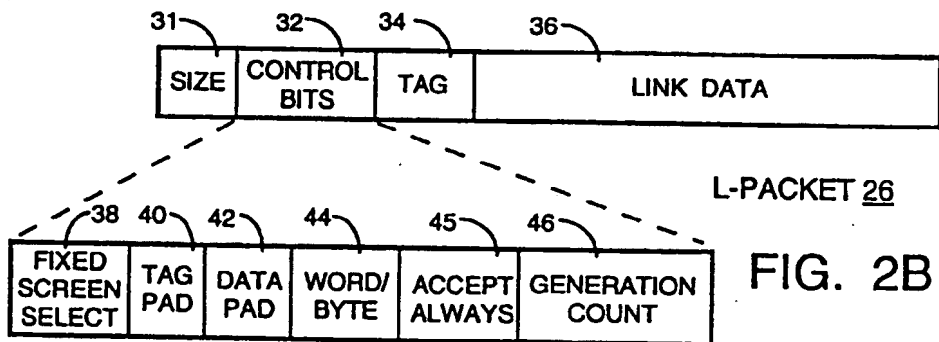 31 32 34 36
SIZE CONTROL BITS TAG LINK DATA
L-PACKET 26
38 40 42 44 45 46
FIXED SCREEN SELECT TAG PAD DATA PAD WORD/ BYTE ACCEPT ALWAYS GENERATION COUNT
FIG. 2B